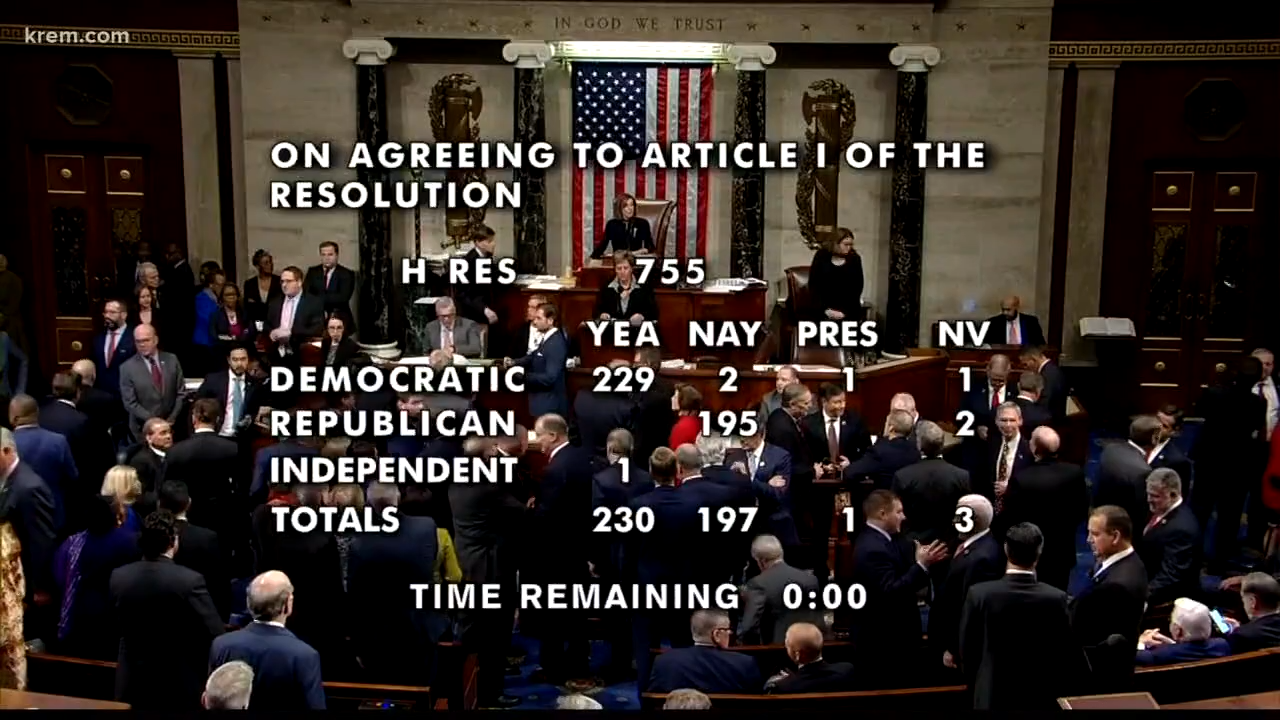 krem.com
IN GOD WE TRUST
ON AGREEING TO ARTICLE I OF THE
RESOLUTION
H RES 755
YEA NAY PRES NV
DEMOCRATIC 229 2 1 1
REPUBLICAN 195 2
INDEPENDENT 1
TOTALS 230 197 1 3
TIME REMAINING 0:00